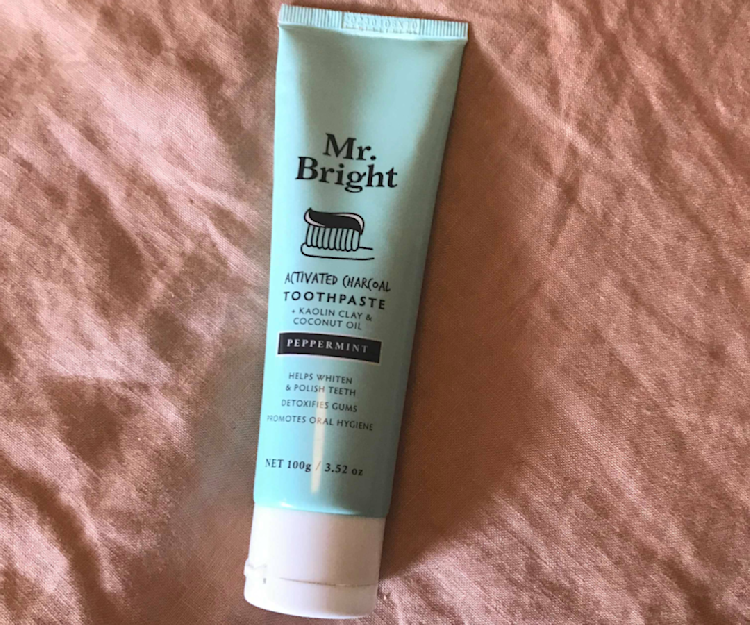 Mr.
Bright
ACTIVATED CHARCOAL
TOOTHPASTE
+ KAOLIN CLAY &
COCONUT OIL
PEPPERMINT
HELPS WHITEN
& POLISH TEETH
DETOXIFIES GUMS
PROMOTES ORAL HYGIENE
NET 100g / 3.52 oz